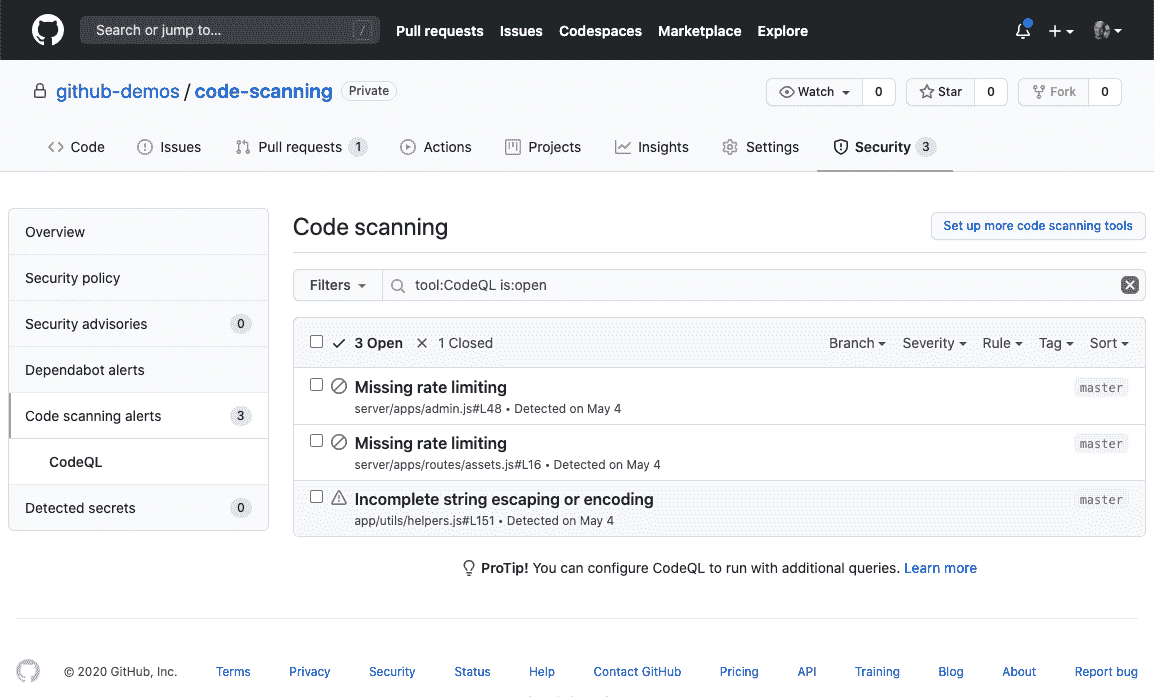 Search or jump to... / Pull requests Issues Codespaces Marketplace Explore
github-demos / code-scanning Private Watch 0 Star 0 Fork 0
Code Issues Pull requests 1 Actions Projects Insights Settings Security 3
Overview
Security policy
Security advisories 0
Dependabot alerts
Code scanning alerts 3
CodeQL
Detected secrets 0
Code scanning Set up more code scanning tools
Filters tool:CodeQL is:open
3 Open 1 Closed Branch Severity Rule Tag Sort
Missing rate limiting master
server/apps/admin.js#L48 • Detected on May 4
Missing rate limiting master
server/apps/routes/assets.js#L16 • Detected on May 4
Incomplete string escaping or encoding master
app/utils/helpers.js#L151 • Detected on May 4
ProTip! You can configure CodeQL to run with additional queries. Learn more
© 2020 GitHub, Inc. Terms Privacy Security Status Help Contact GitHub Pricing API Training Blog About Report bug